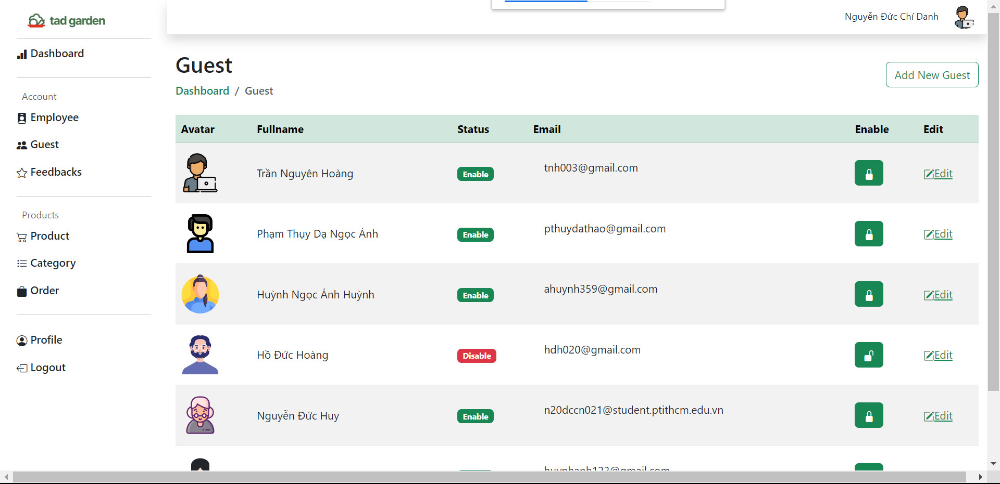 tad garden
Nguyễn Đức Chí Danh
Dashboard
Account
Employee
Guest
Feedbacks
Products
Product
Category
Order
Profile
Logout
Guest
Dashboard / Guest
Add New Guest
Avatar Fullname Status Email Enable Edit
Trần Nguyên Hoàng Enable tnh003@gmail.com Edit
Phạm Thụy Dạ Ngọc Ánh Enable pthuydathao@gmail.com Edit
Huỳnh Ngọc Ánh Huỳnh Enable ahuynh359@gmail.com Edit
Hồ Đức Hoàng Disable hdh020@gmail.com Edit
Nguyễn Đức Huy Enable n20dccn021@student.ptithcm.edu.vn Edit